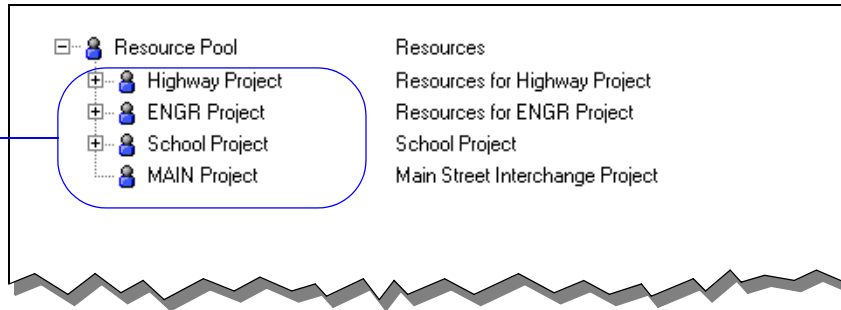 Resource Pool Resources
Highway Project Resources for Highway Project
ENGR Project Resources for ENGR Project
School Project School Project
MAIN Project Main Street Interchange Project